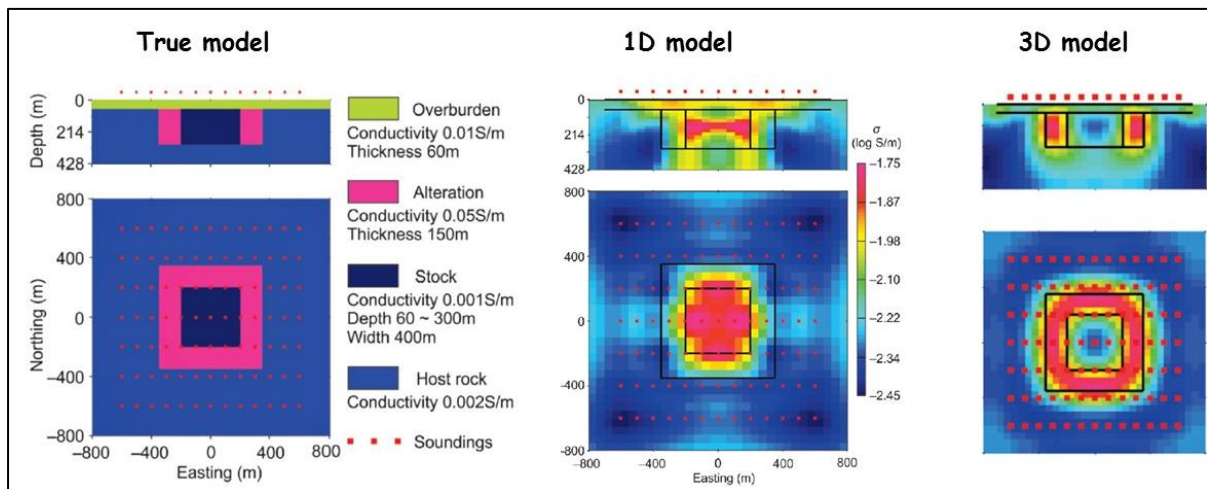 True model
1D model
3D model
Depth (m)
0
214
428
Northing (m)
800
400
0
−400
−800
−800
−400
0
400
800
Easting (m)
Overburden
Conductivity 0.01S/m
Thickness 60m
Alteration
Conductivity 0.05S/m
Thickness 150m
Stock
Conductivity 0.001S/m
Depth 60 ~ 300m
Width 400m
Host rock
Conductivity 0.002S/m
Soundings
0
214
428
800
400
0
−400
−800
−800
−400
0
400
800
Easting (m)
σ
(log S/m)
−1.75
−1.87
−1.98
−2.10
−2.22
−2.34
−2.45